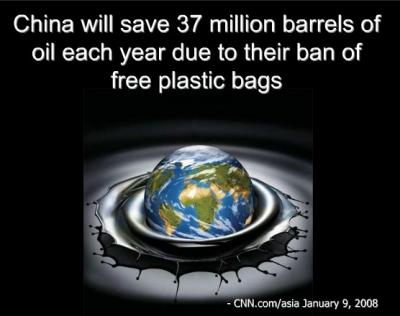 China will save 37 million barrels of
oil each year due to their ban of
free plastic bags
- CNN.com/asia January 9, 2008